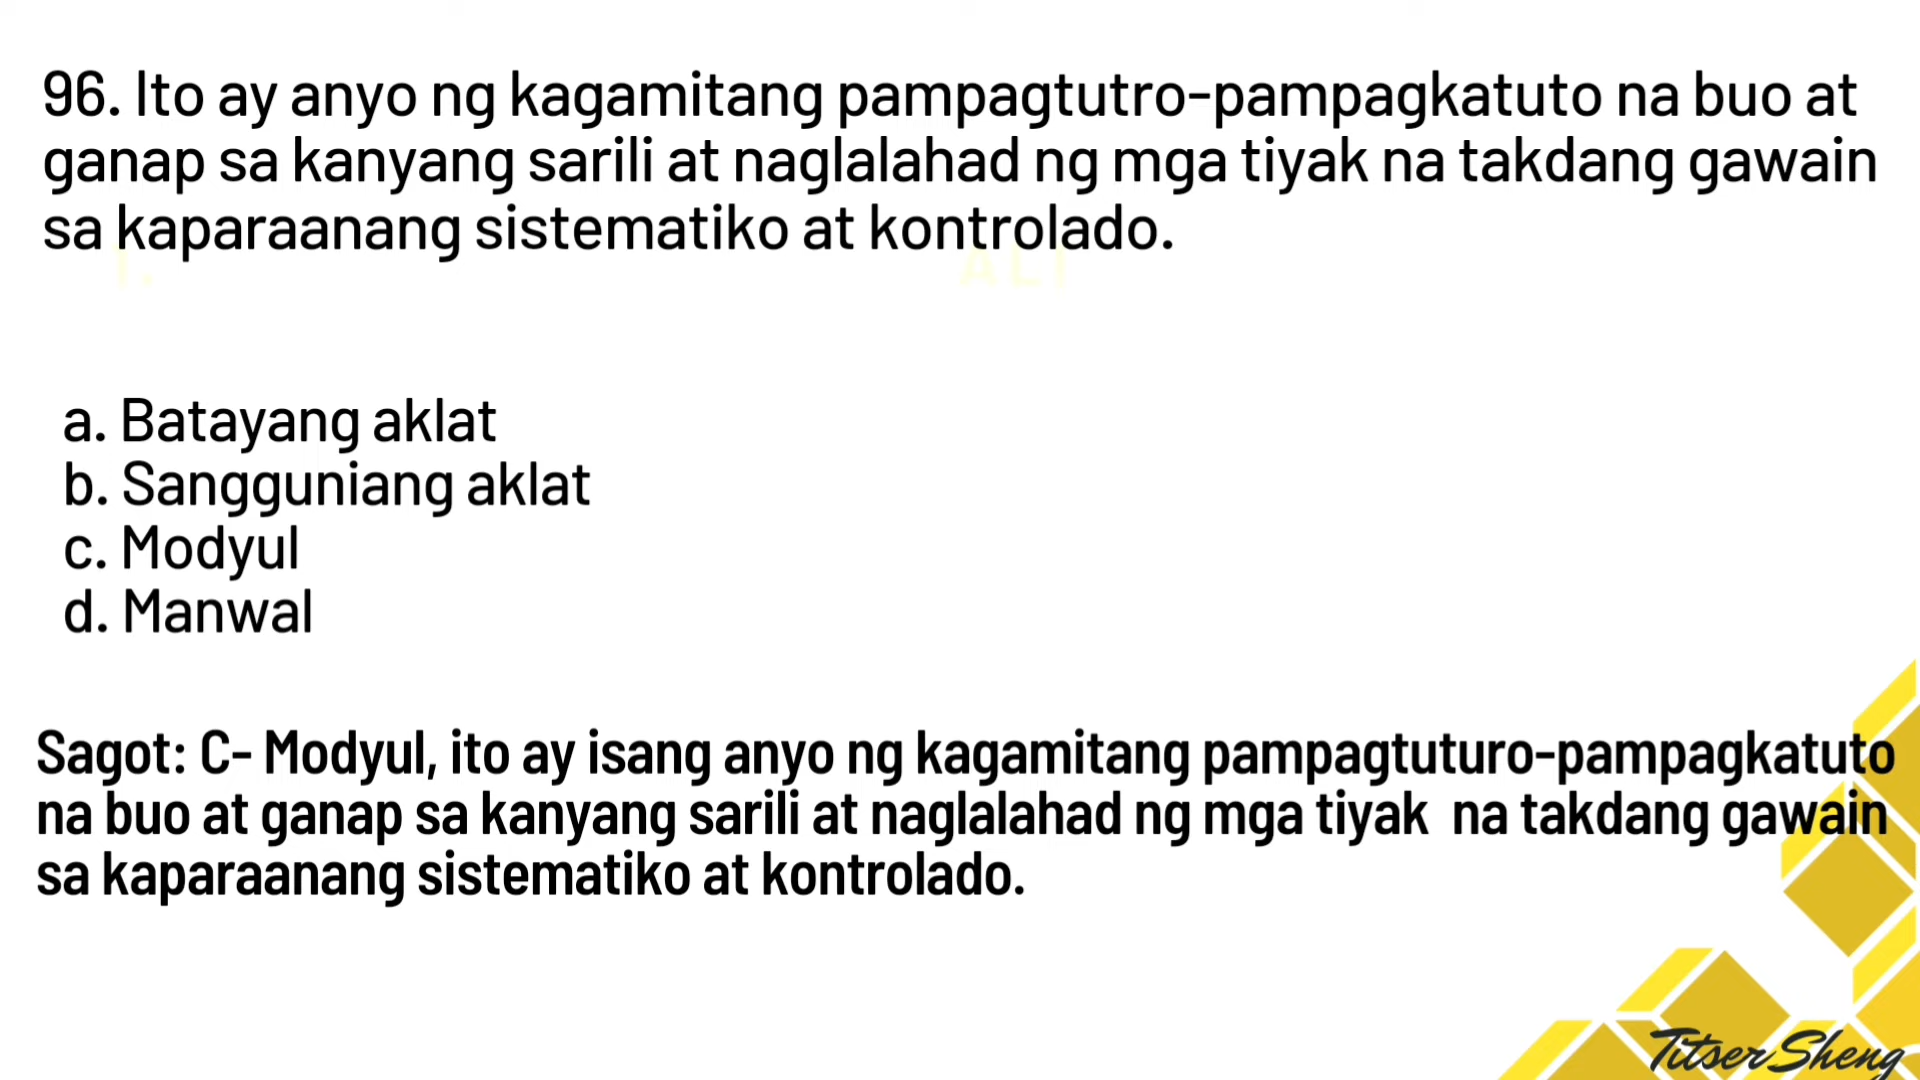 96. Ito ay anyo ng kagamitang pampagtutro-pampagkatuto na buo at
ganap sa kanyang sarili at naglalahad ng mga tiyak na takdang gawain
sa kaparaanang sistematiko at kontrolado.
a. Batayang aklat
b. Sangguniang aklat
c. Modyul
d. Manwal
Sagot: C- Modyul, ito ay isang anyo ng kagamitang pampagtuturo-pampagkatuto
na buo at ganap sa kanyang sarili at naglalahad ng mga tiyak na takdang gawain
sa kaparaanang sistematiko at kontrolado.
Titser Sheng